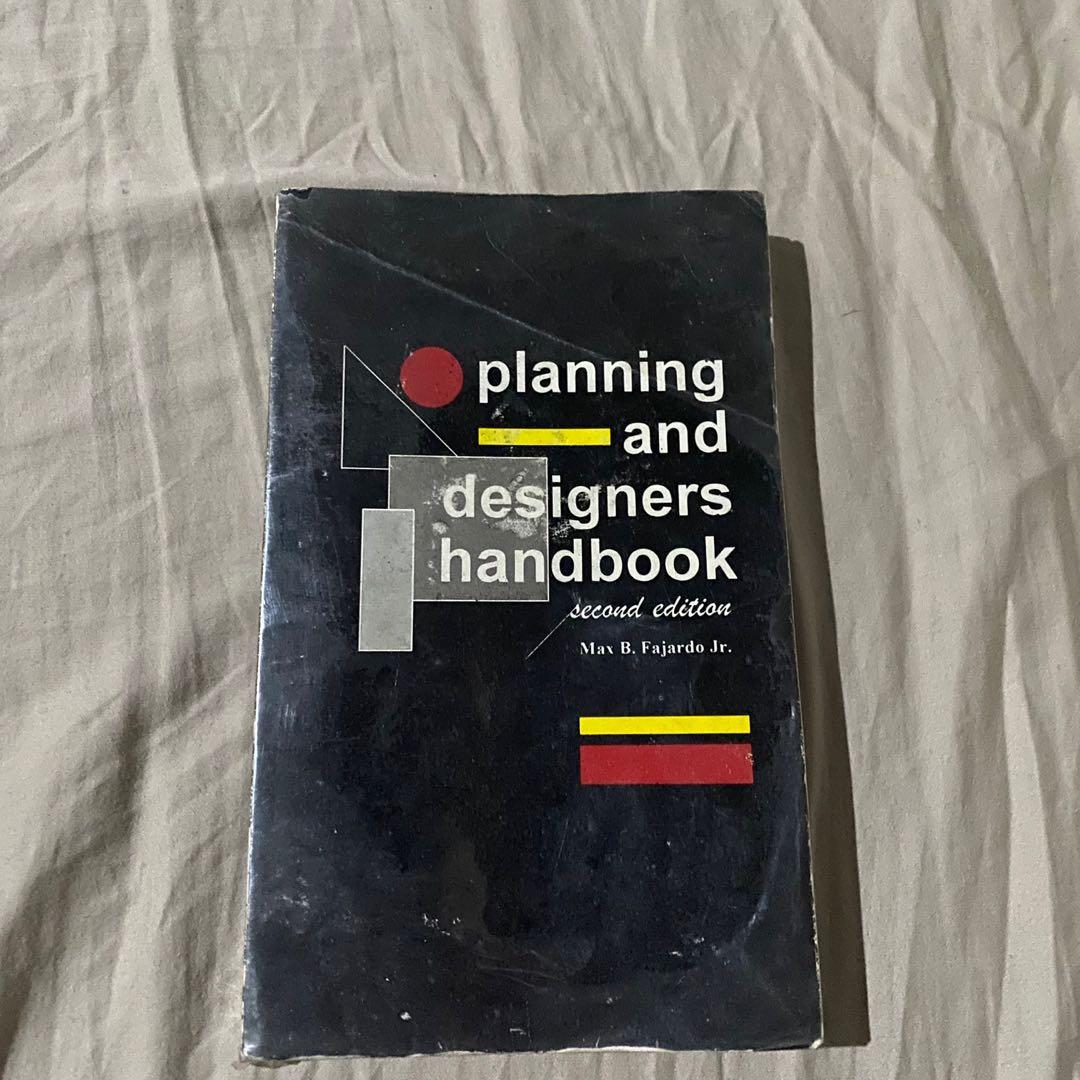 planning
and
designers
handbook
second edition
Max B. Fajardo Jr.